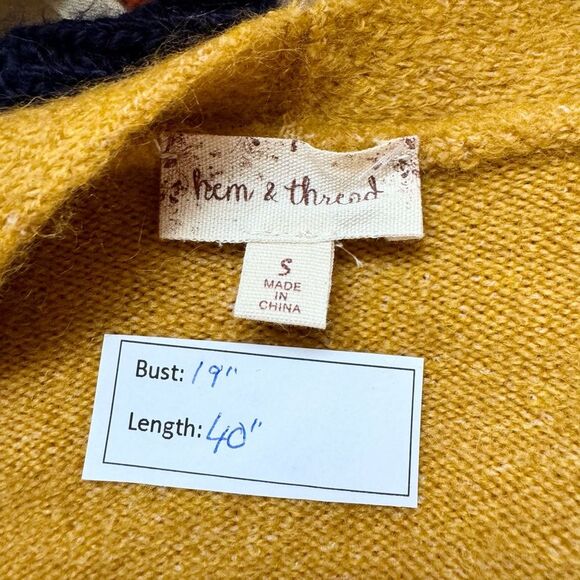 hem & thread
S
MADE
IN
CHINA
Bust: 19"
Length: 40"